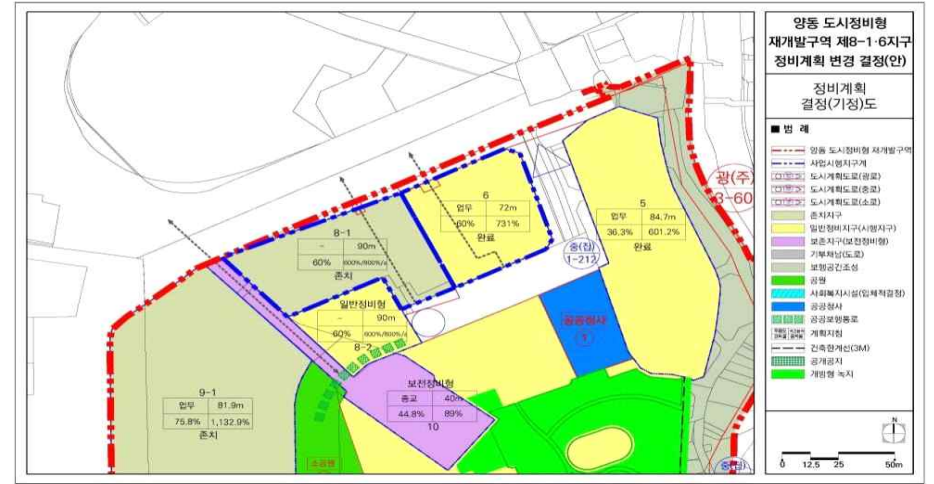 양동 도시정비형
재개발구역 제8-1·6지구
정비계획 변경 결정(안)
정비계획
결정(기정)도
■ 범 례
양동 도시정비형 재개발구역
사업시행지구계
도시계획도로(광로)
도시계획도로(중로)
도시계획도로(소로)
존치지구
일반정비지구(시행지구)
보존지구(보전정비형)
기부채납(도로)
보행공간조성
공원
사회복지시설(입체적결정)
공공청사
공공보행통로
계획지침
건축한계선(3M)
공개공지
개방형 녹지
N
0 12.5 25 50m
광(주)
3-60
6
업무 72m
60% 731%
완료
5
업무 84.7m
36.3% 601.2%
완료
8-1
- 90m
60%
존치
중(집)
1-212
일반정비형
- 90m
60%
8-2
공공청사
1
보전정비형
종교 40m
44.8% 89%
10
9-1
업무 81.9m
75.8% 1,132.9%
존치
소공원